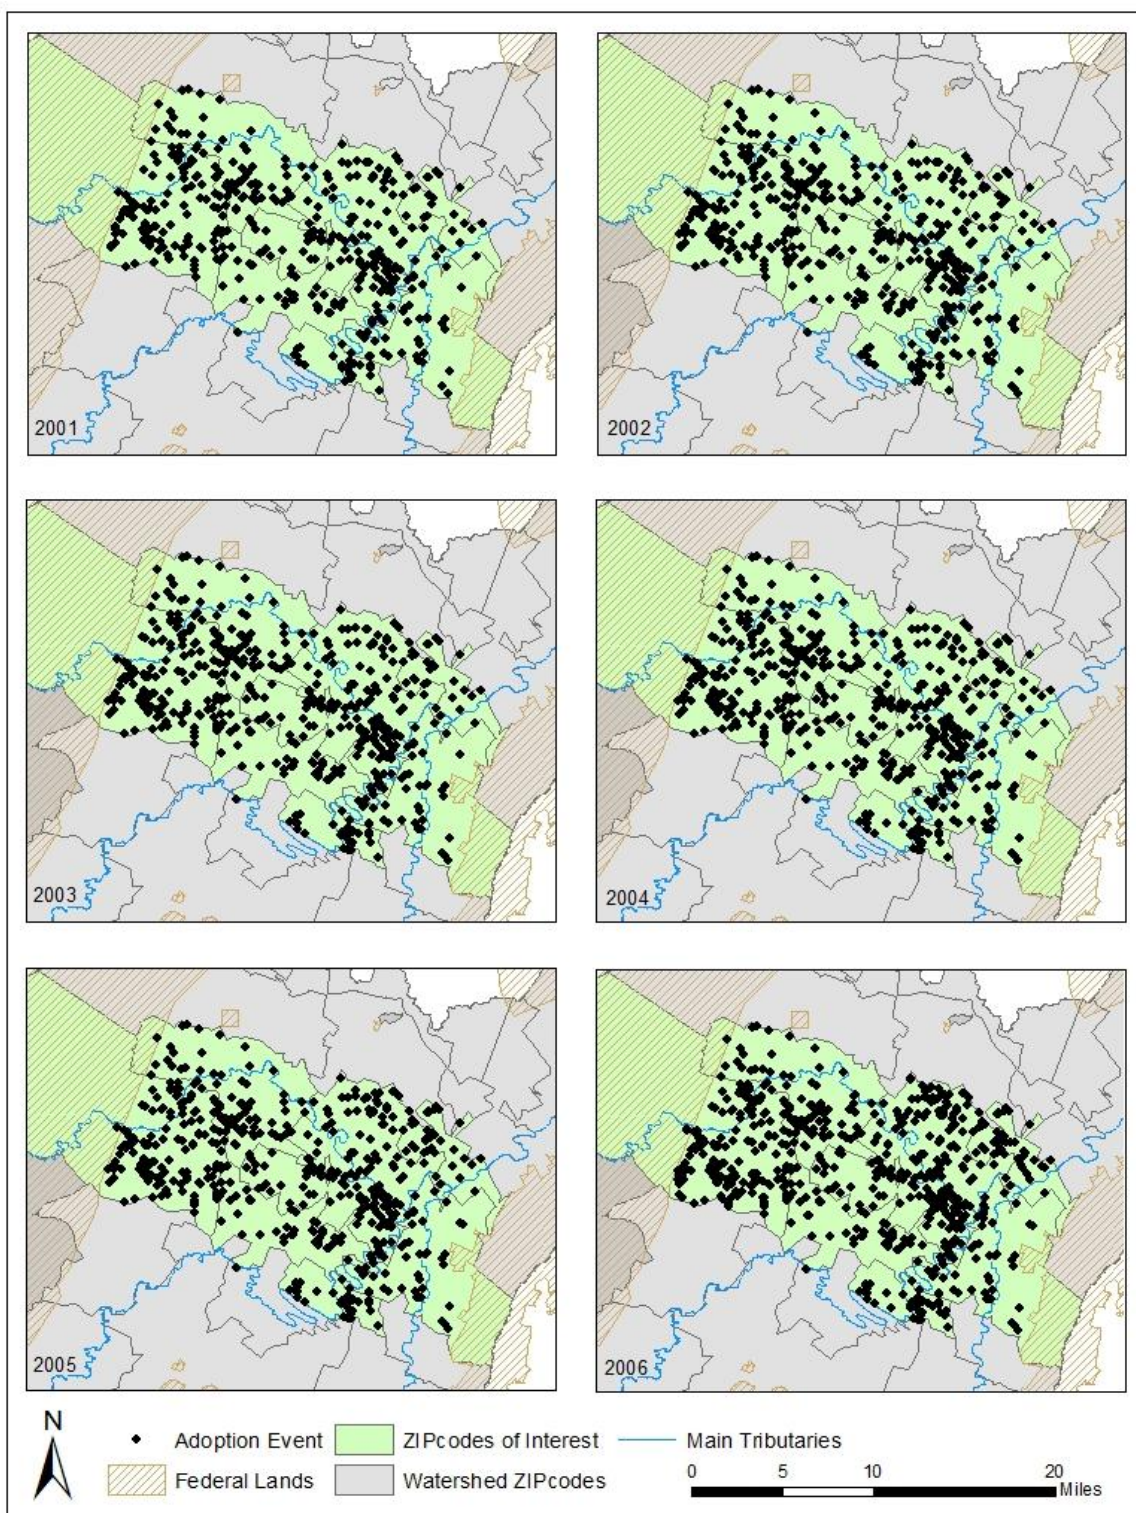 2001
2002
2003
2004
2005
2006
N
Adoption Event
ZIPcodes of Interest
Main Tributaries
Federal Lands
Watershed ZIPcodes
0 5 10 20
Miles